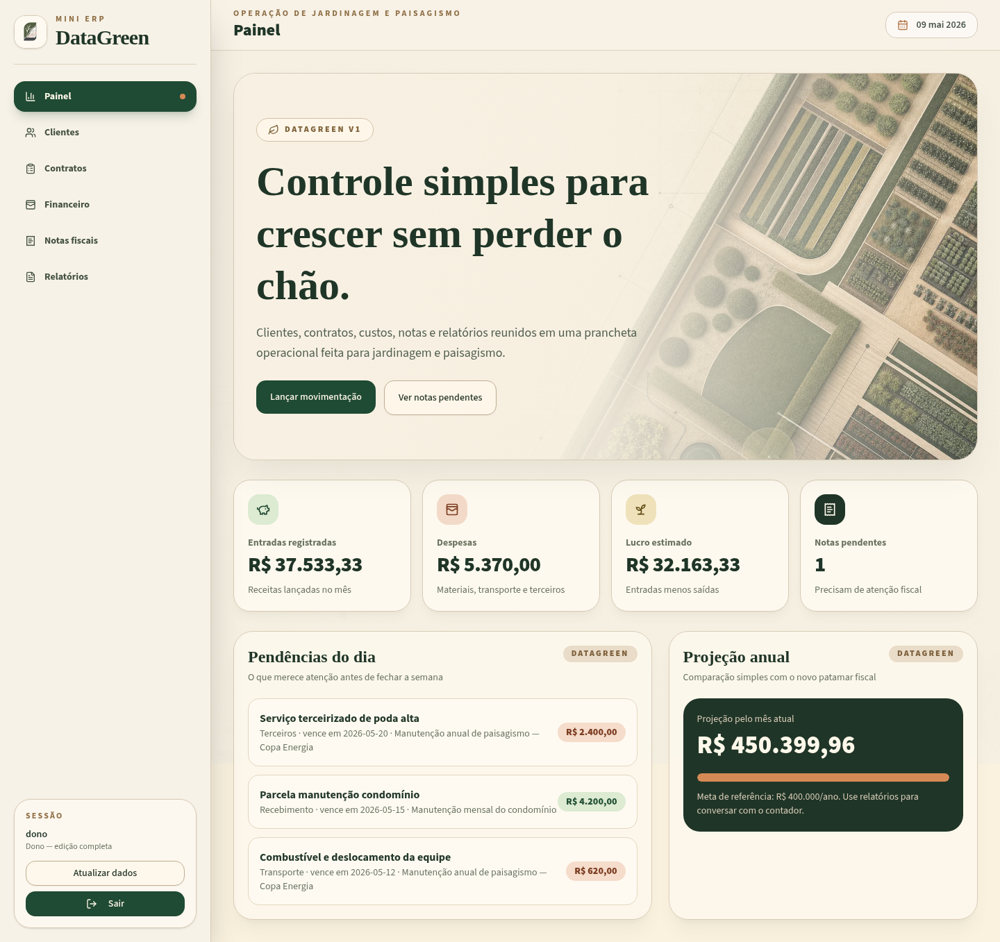 MINI ERP
DataGreen
Painel
Clientes
Contratos
Financeiro
Notas fiscais
Relatórios
SESSÃO
dono
Dono — edição completa
Atualizar dados
Sair
OPERAÇÃO DE JARDINAGEM E PAISAGISMO
Painel
09 mai 2026
DATAGREEN V1
Controle simples para
crescer sem perder o
chão.
Clientes, contratos, custos, notas e relatórios reunidos em uma prancheta
operacional feita para jardinagem e paisagismo.
Lançar movimentação
Ver notas pendentes
Entradas registradas
R$ 37.533,33
Receitas lançadas no mês
Despesas
R$ 5.370,00
Materiais, transporte e terceiros
Lucro estimado
R$ 32.163,33
Entradas menos saídas
Notas pendentes
1
Precisam de atenção fiscal
Pendências do dia
DATAGREEN
O que merece atenção antes de fechar a semana
Serviço terceirizado de poda alta
Terceiros · vence em 2026-05-20 · Manutenção anual de paisagismo —
Copa Energia
R$ 2.400,00
Parcela manutenção condomínio
Recebimento · vence em 2026-05-15 · Manutenção mensal do condomínio
R$ 4.200,00
Combustível e deslocamento da equipe
Transporte · vence em 2026-05-12 · Manutenção anual de paisagismo —
Copa Energia
R$ 620,00
Projeção anual
DATAGREEN
Comparação simples com o novo patamar fiscal
Projeção pelo mês atual
R$ 450.399,96
Meta de referência: R$ 400.000/ano. Use relatórios para
conversar com o contador.